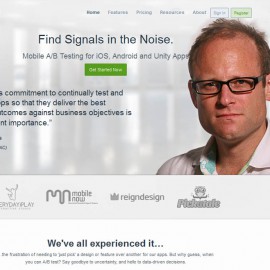 Home Features Pricing Resources About Sign In Register
Find Signals in the Noise.
Mobile A/B Testing for iOS, Android and Unity Apps
Get Started Now
s commitment to continually test and
ps so that they deliver the best
utcomes against business objectives is
nt importance."
ERYDAYiPLAY
mobile now
reigndesign
We've all experienced it…
the frustration of needing to 'just pick' a design or feature over another for our apps. But why guess, when
you can A/B test? Say goodbye to uncertainty, and hello to data-driven decisions.